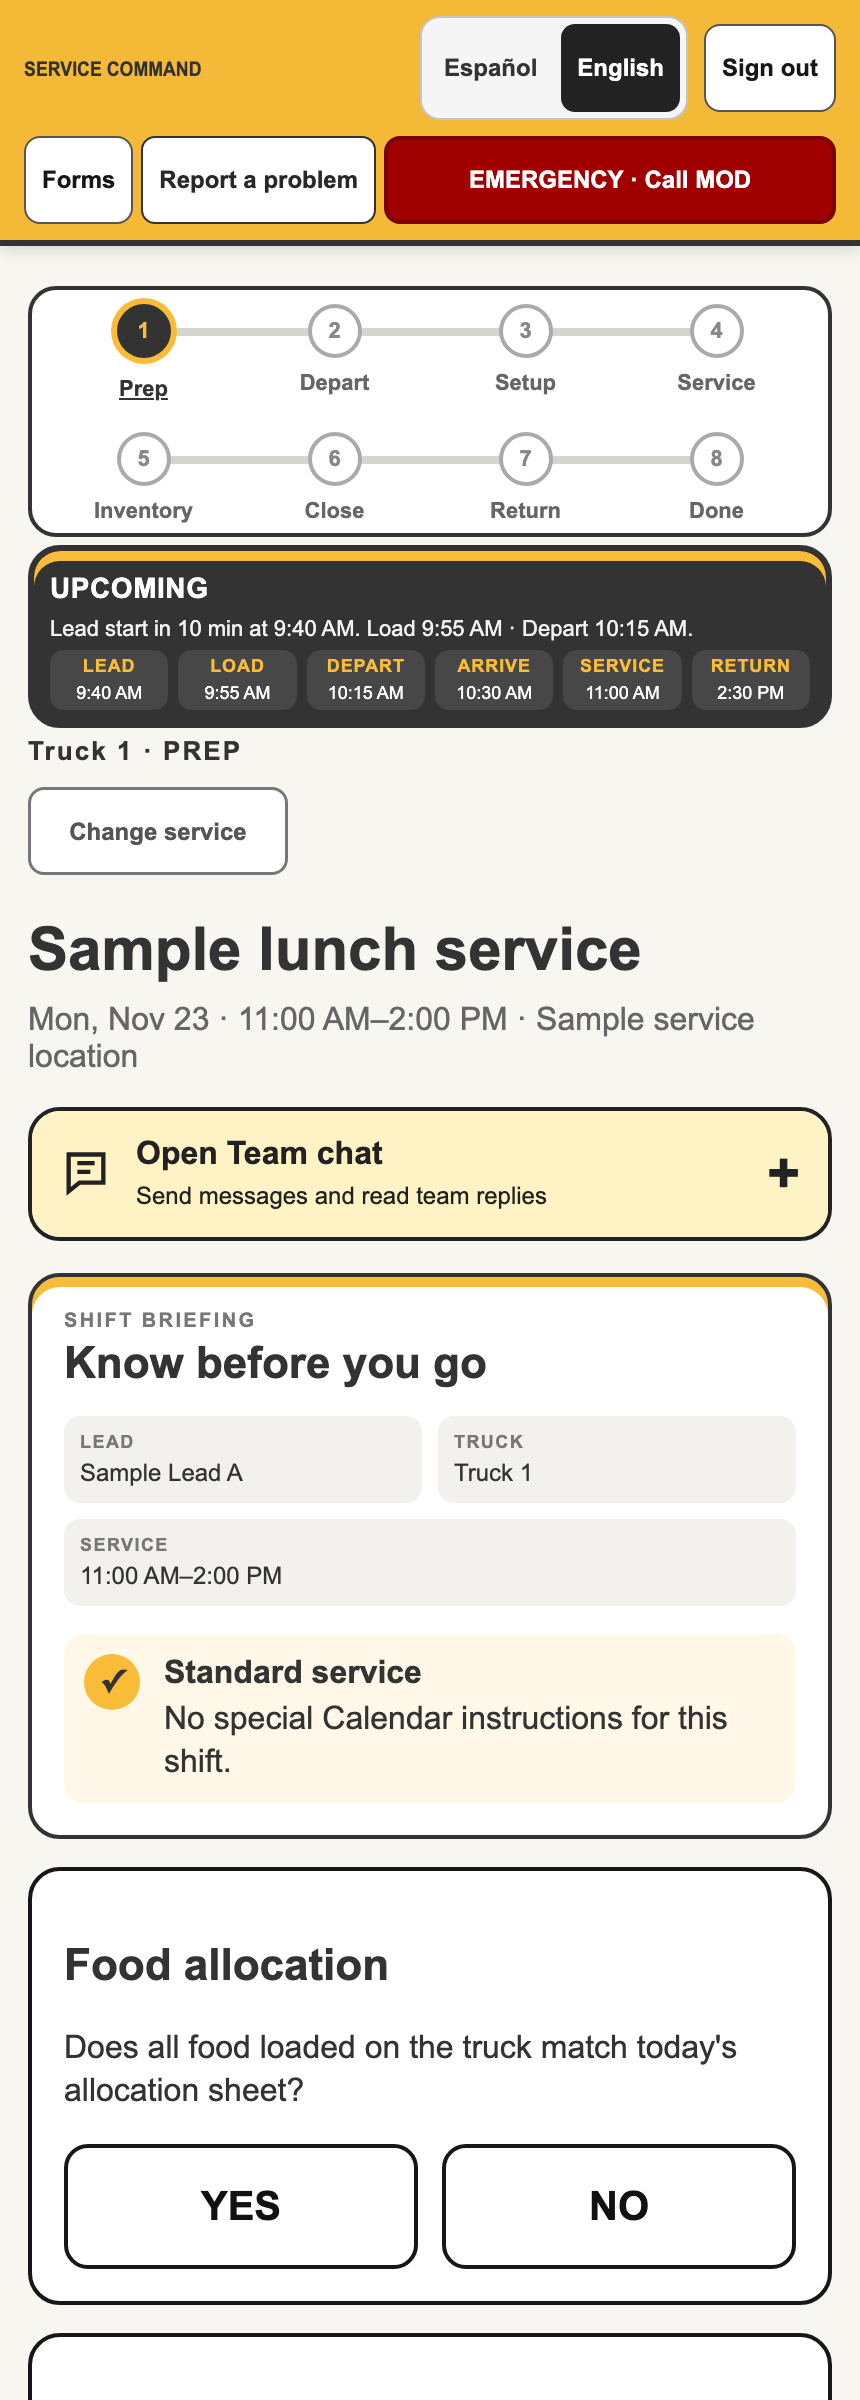 SERVICE COMMAND
Español
English
Sign out
Forms
Report a problem
EMERGENCY · Call MOD
1
2
3
4
Prep
Depart
Setup
Service
5
6
7
8
Inventory
Close
Return
Done
UPCOMING
Lead start in 10 min at 9:40 AM. Load 9:55 AM · Depart 10:15 AM.
LEAD
9:40 AM
LOAD
9:55 AM
DEPART
10:15 AM
ARRIVE
10:30 AM
SERVICE
11:00 AM
RETURN
2:30 PM
Truck 1 · PREP
Change service
Sample lunch service
Mon, Nov 23 · 11:00 AM–2:00 PM · Sample service
location
Open Team chat
Send messages and read team replies
SHIFT BRIEFING
Know before you go
LEAD
Sample Lead A
TRUCK
Truck 1
SERVICE
11:00 AM–2:00 PM
Standard service
No special Calendar instructions for this
shift.
Food allocation
Does all food loaded on the truck match today's
allocation sheet?
YES
NO